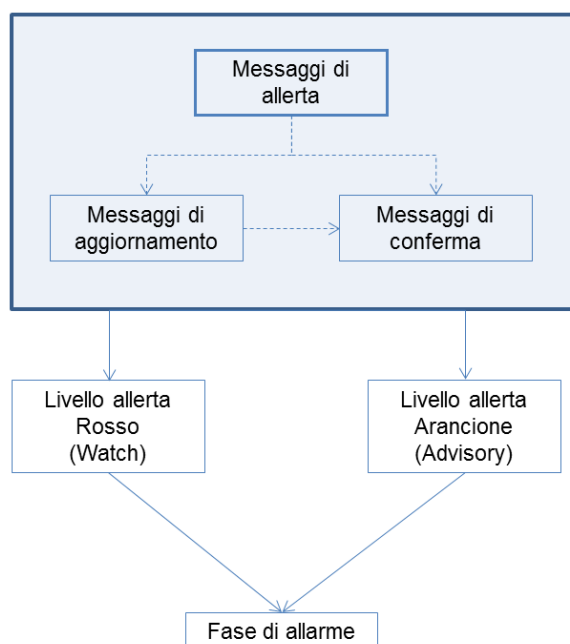 Messaggi di
allerta
Messaggi di
aggiornamento
Messaggi di
conferma
Livello allerta
Rosso
(Watch)
Livello allerta
Arancione
(Advisory)
Fase di allarme